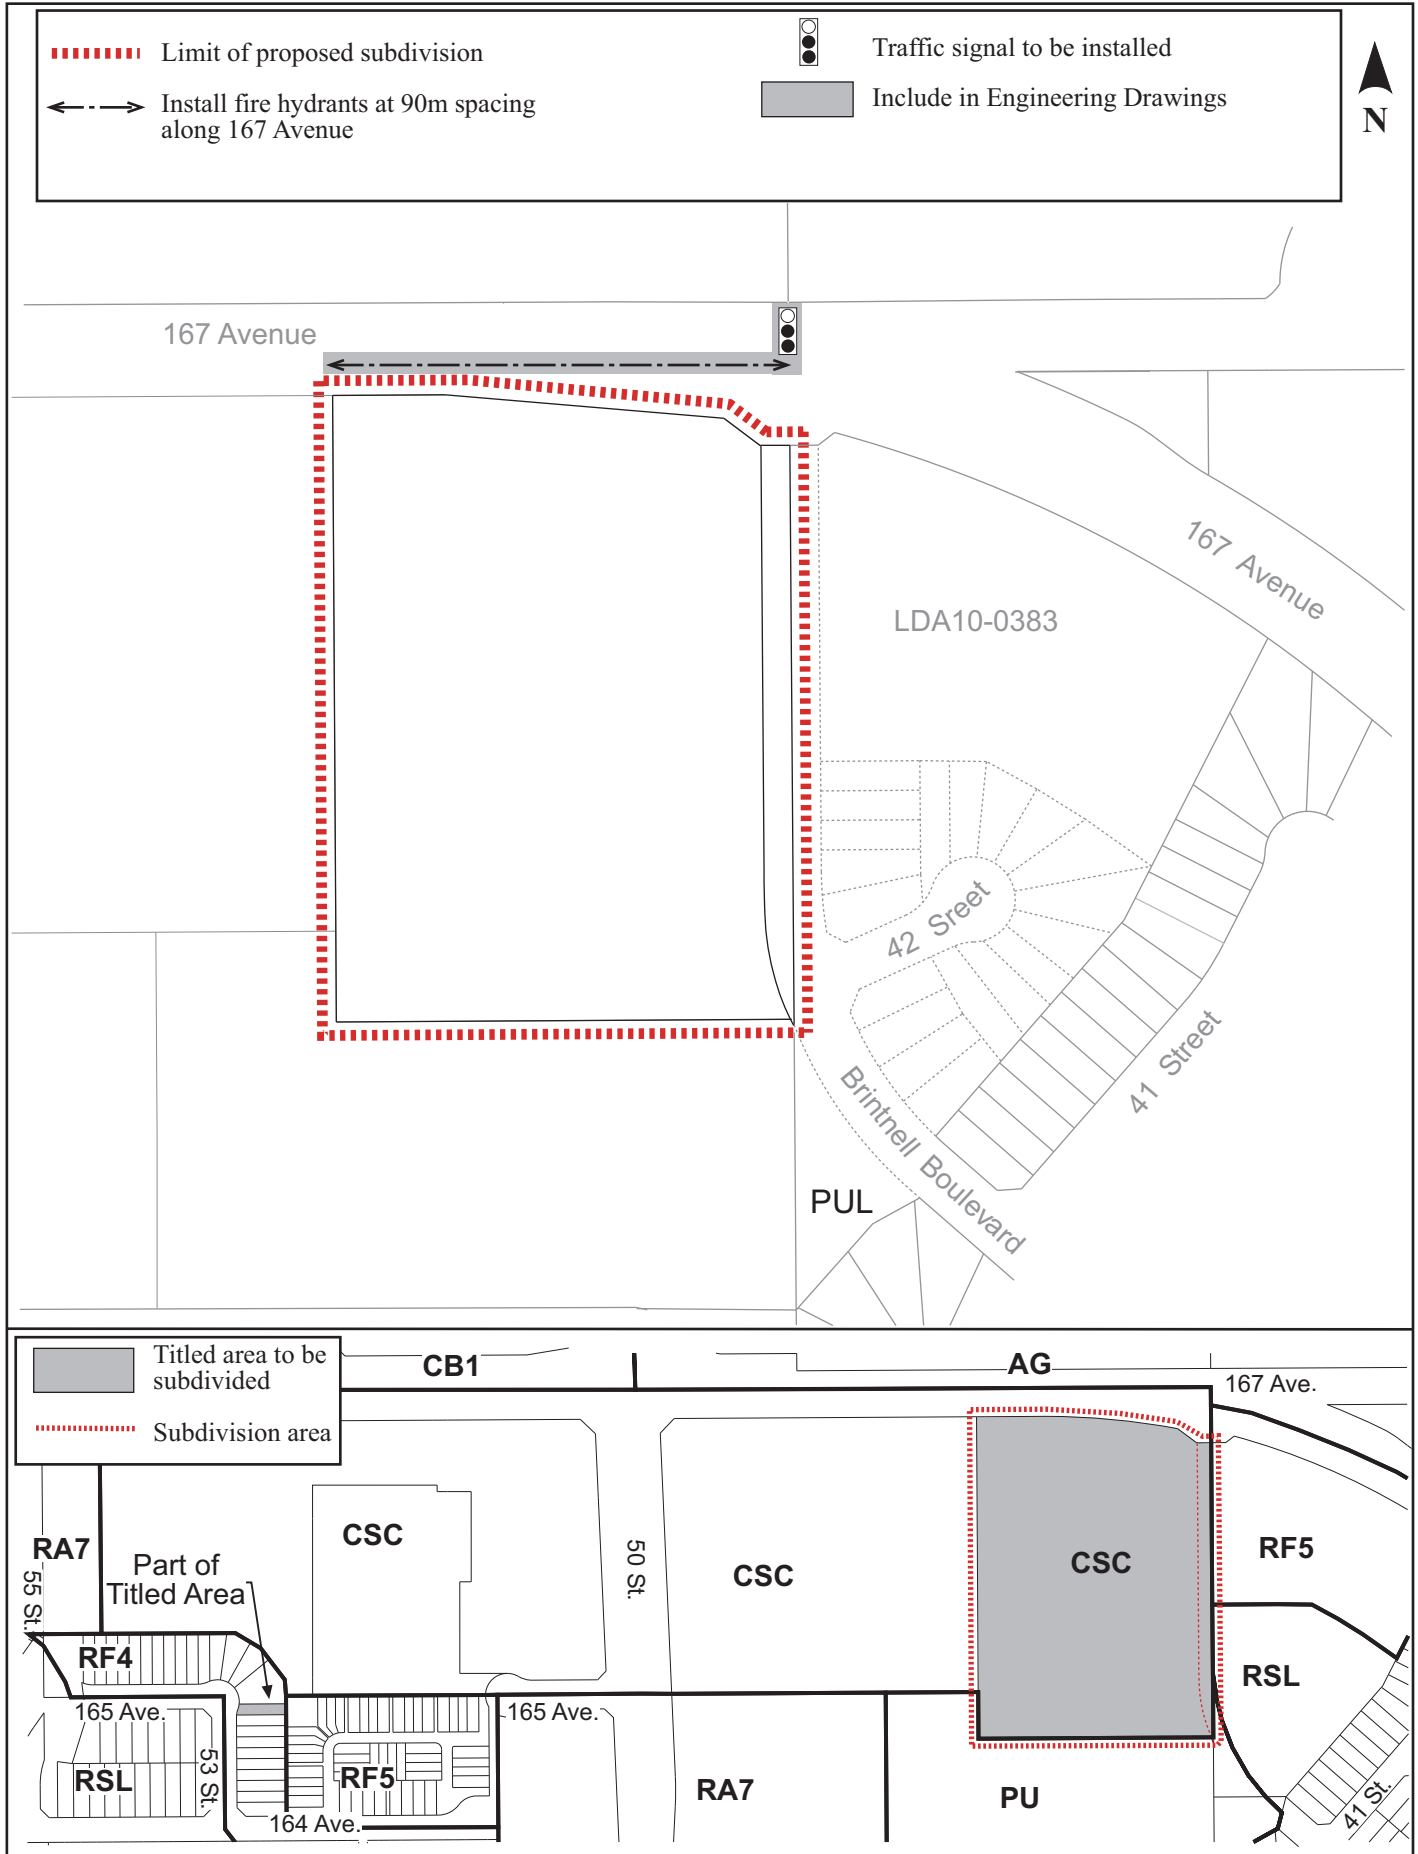 Limit of proposed subdivision
Install fire hydrants at 90m spacing
along 167 Avenue
Traffic signal to be installed
Include in Engineering Drawings
N
167 Avenue
167 Avenue
LDA10-0383
42 Sreet
41 Street
Brintnell Boulevard
PUL
Titled area to be
subdivided
Subdivision area
CB1
AG
167 Ave.
RA7
55 St.
Part of
Titled Area
CSC
50 St.
CSC
CSC
RF5
RF4
165 Ave.
165 Ave.
RSL
RSL
53 St.
RF5
164 Ave.
RA7
PU
41 St.